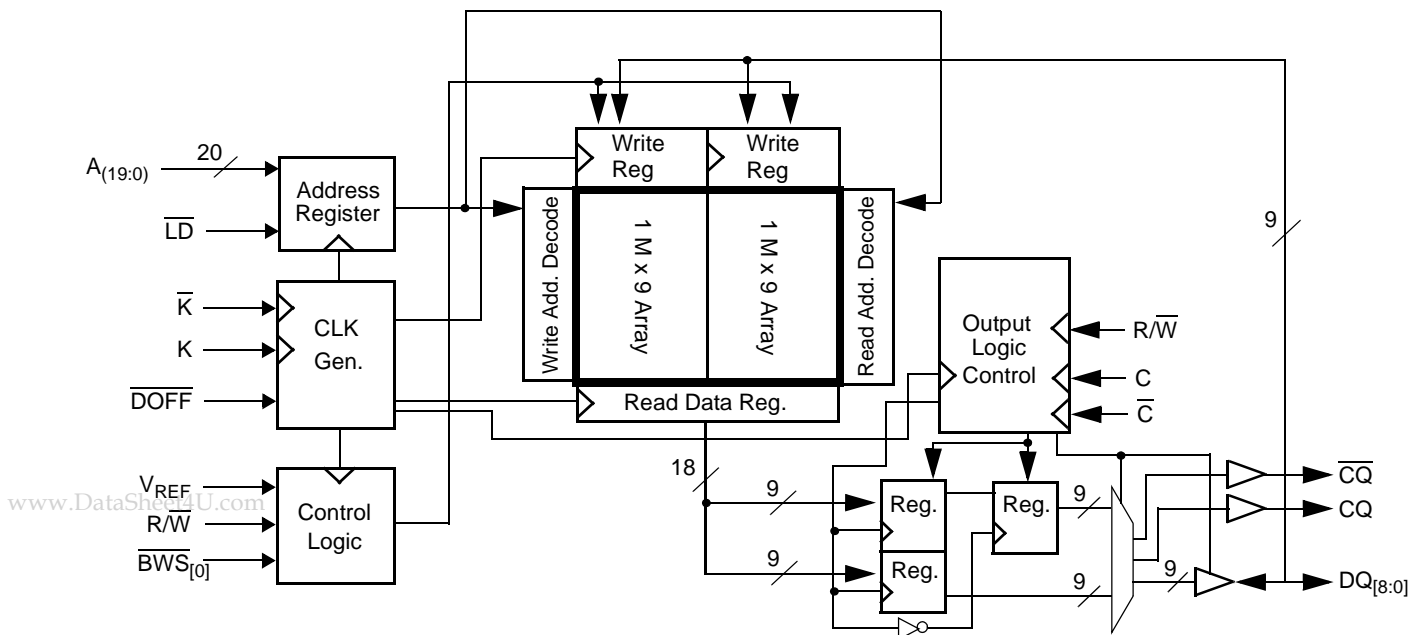 A(19:0)
20
LD
Address
Register
K
K
DOFF
CLK
Gen.
VREF
R/W
BWS[0]
Control
Logic
www.DataSheet4U.com
Write
Reg
Write
Reg
Write Add. Decode
1 M x 9 Array
1 M x 9 Array
Read Add. Decode
Read Data Reg.
9
Output
Logic
Control
R/W
C
C
18
9
9
Reg.
Reg.
Reg.
9
9
9
CQ
CQ
DQ[8:0]